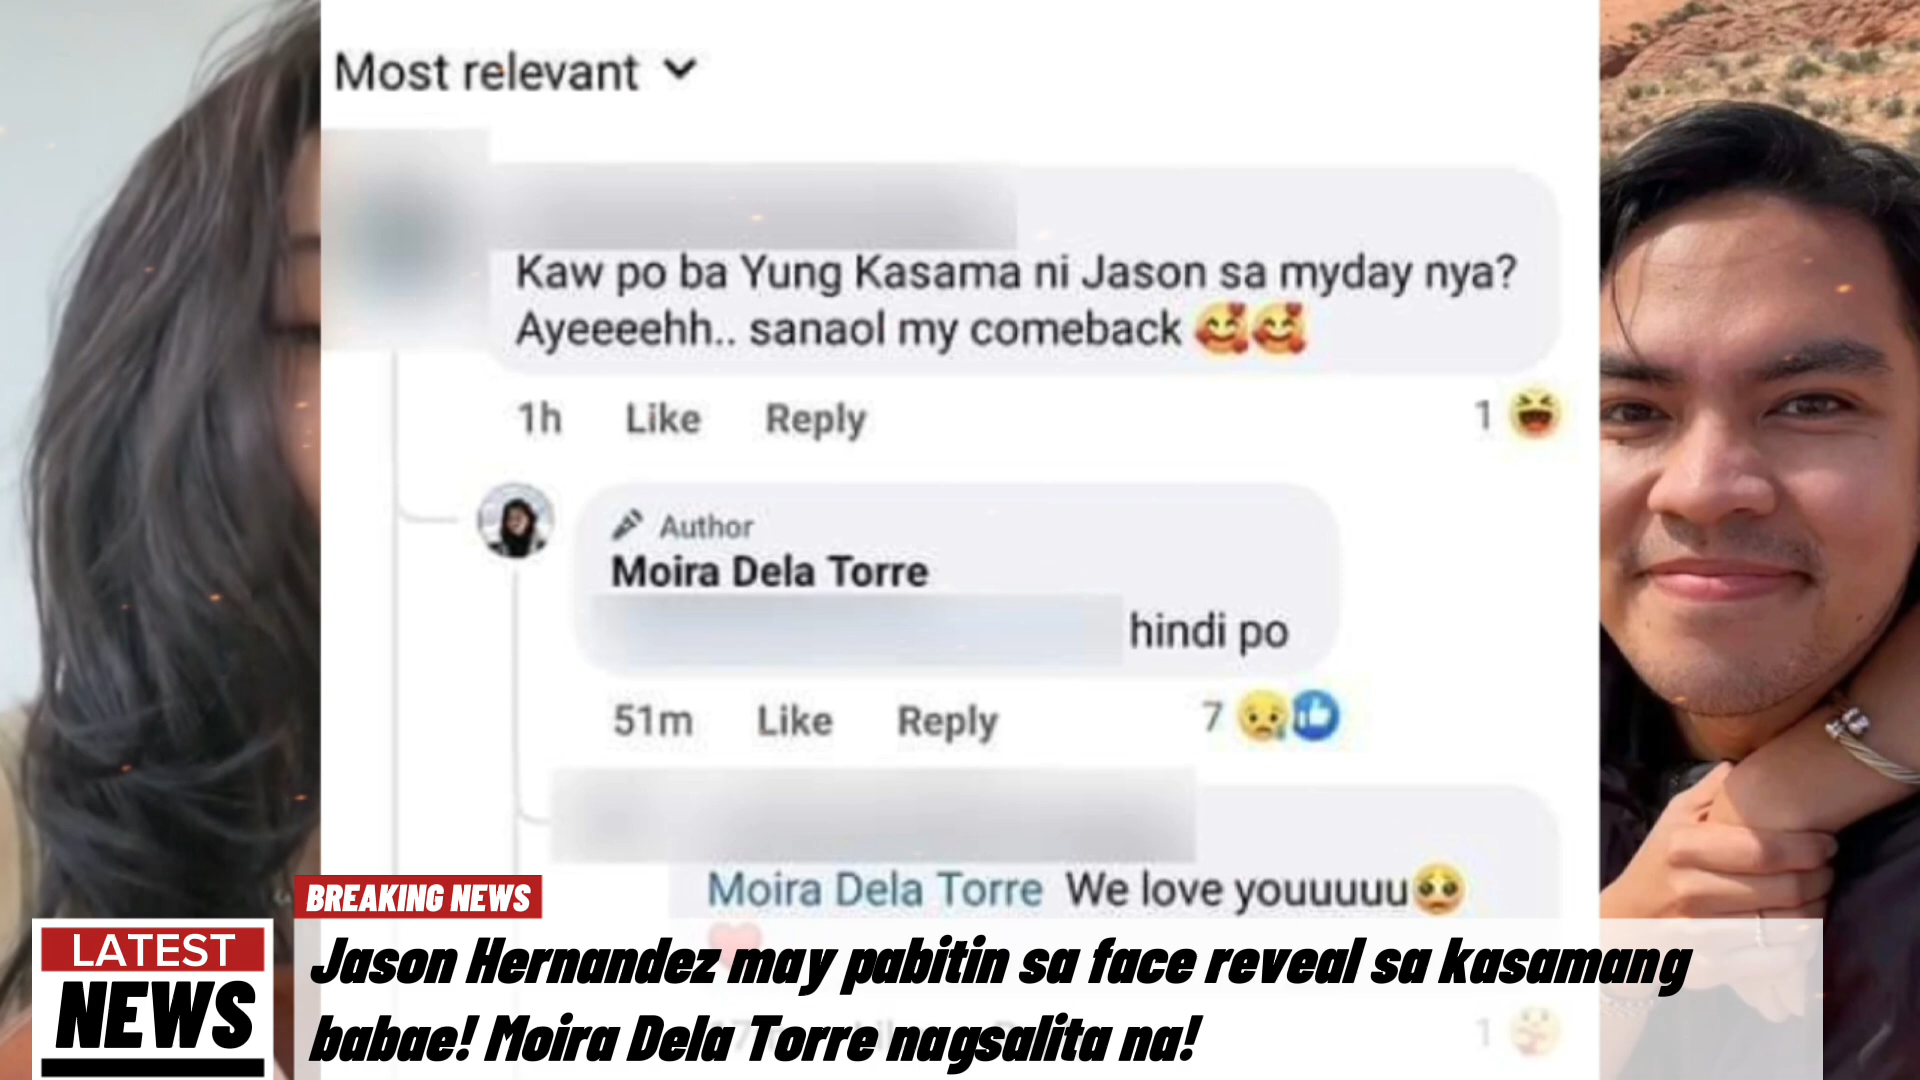 Most relevant
Kaw po ba Yung Kasama ni Jason sa myday nya?
Ayeeeehh.. sanaol my comeback 🥰🥰
1h Like Reply 1
Author
Moira Dela Torre
hindi po
51m Like Reply 7
Moira Dela Torre We love youuuuu🥺
BREAKING NEWS
LATEST
NEWS
Jason Hernandez may pabitin sa face reveal sa kasamang
babae! Moira Dela Torre nagsalita na!
1